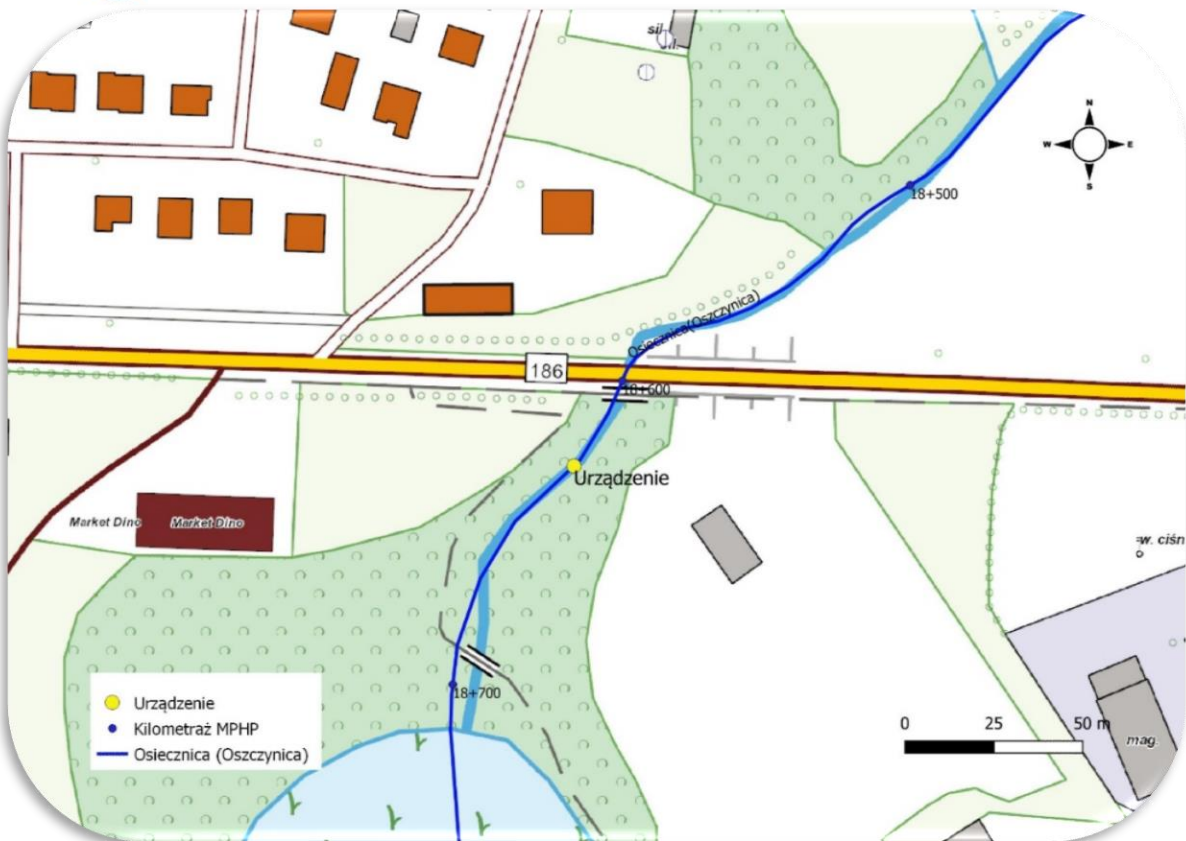 sil.
sil.
N
W E
S
18+500
Osiecznica(Oszczynica)
186
18+600
Urządzenie
Market Dino
Market Dino
w. ciśn
18+700
Urządzenie
Kilometraż MPHP
Osiecznica (Oszczynica)
0 25 50 m
mag.